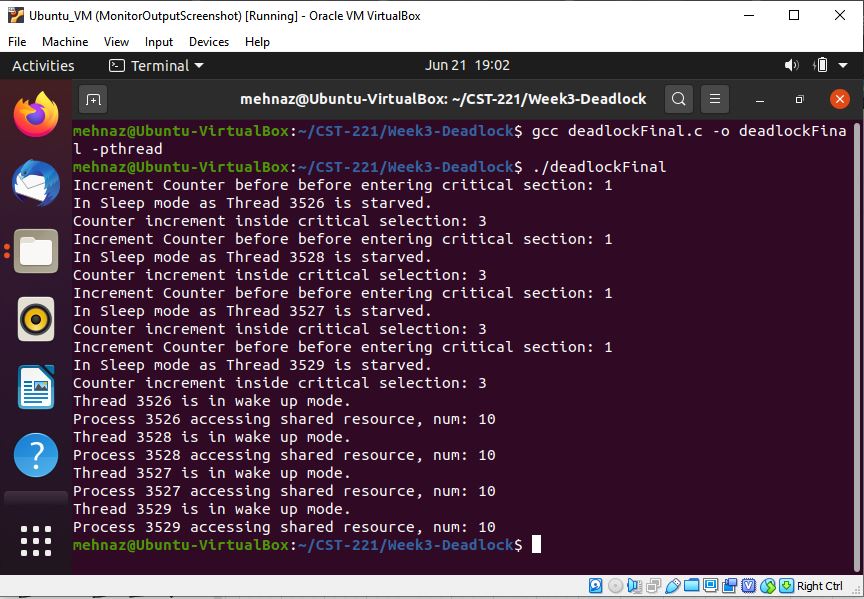 Ubuntu_VM (MonitorOutputScreenshot) [Running] - Oracle VM VirtualBox
File Machine View Input Devices Help
Activities Terminal Jun 21 19:02
mehnaz@Ubuntu-VirtualBox: ~/CST-221/Week3-Deadlock
mehnaz@Ubuntu-VirtualBox:~/CST-221/Week3-Deadlock$ gcc deadlockFinal.c -o deadlockFina
l -pthread
mehnaz@Ubuntu-VirtualBox:~/CST-221/Week3-Deadlock$ ./deadlockFinal
Increment Counter before before entering critical section: 1
In Sleep mode as Thread 3526 is starved.
Counter increment inside critical selection: 3
Increment Counter before before entering critical section: 1
In Sleep mode as Thread 3528 is starved.
Counter increment inside critical selection: 3
Increment Counter before before entering critical section: 1
In Sleep mode as Thread 3527 is starved.
Counter increment inside critical selection: 3
Increment Counter before before entering critical section: 1
In Sleep mode as Thread 3529 is starved.
Counter increment inside critical selection: 3
Thread 3526 is in wake up mode.
Process 3526 accessing shared resource, num: 10
Thread 3528 is in wake up mode.
Process 3528 accessing shared resource, num: 10
Thread 3527 is in wake up mode.
Process 3527 accessing shared resource, num: 10
Thread 3529 is in wake up mode.
Process 3529 accessing shared resource, num: 10
mehnaz@Ubuntu-VirtualBox:~/CST-221/Week3-Deadlock$
Right Ctrl